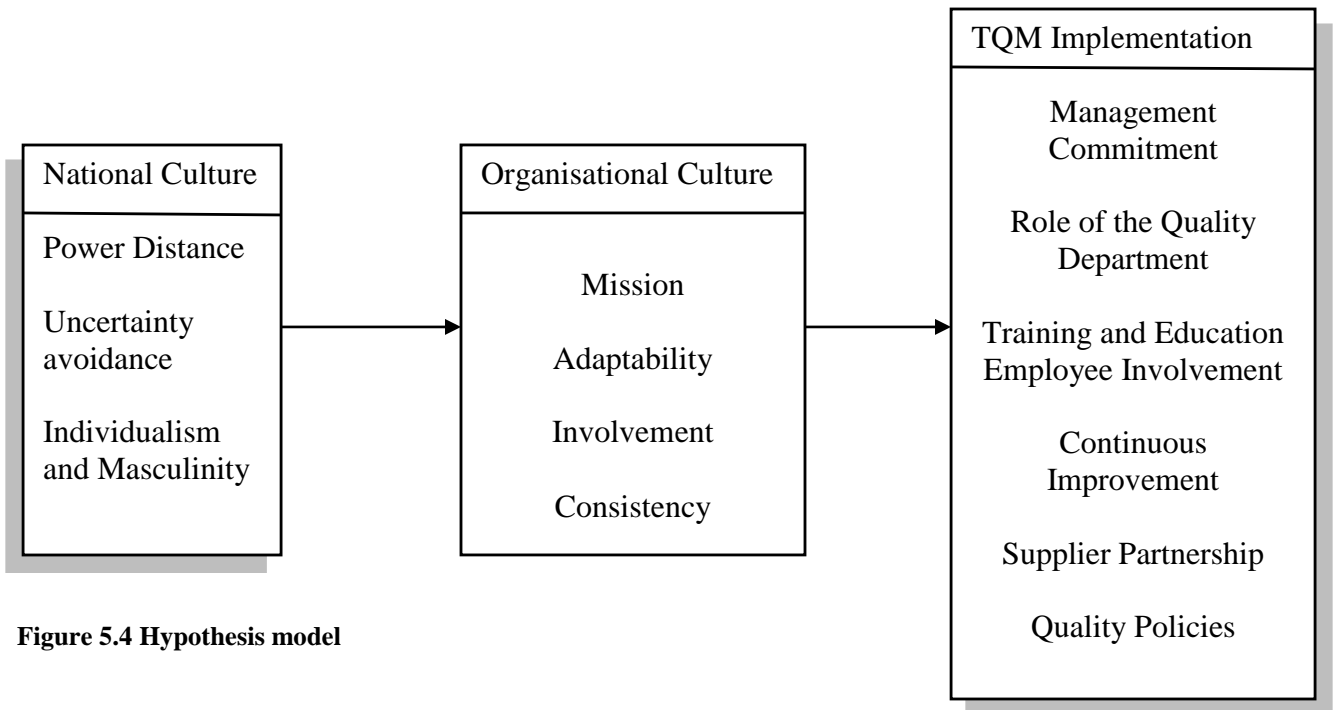 National Culture
Power Distance
Uncertainty
avoidance
Individualism
and Masculinity
Organisational Culture
Mission
Adaptability
Involvement
Consistency
TQM Implementation
Management
Commitment
Role of the Quality
Department
Training and Education
Employee Involvement
Continuous
Improvement
Supplier Partnership
Quality Policies
Figure 5.4 Hypothesis model